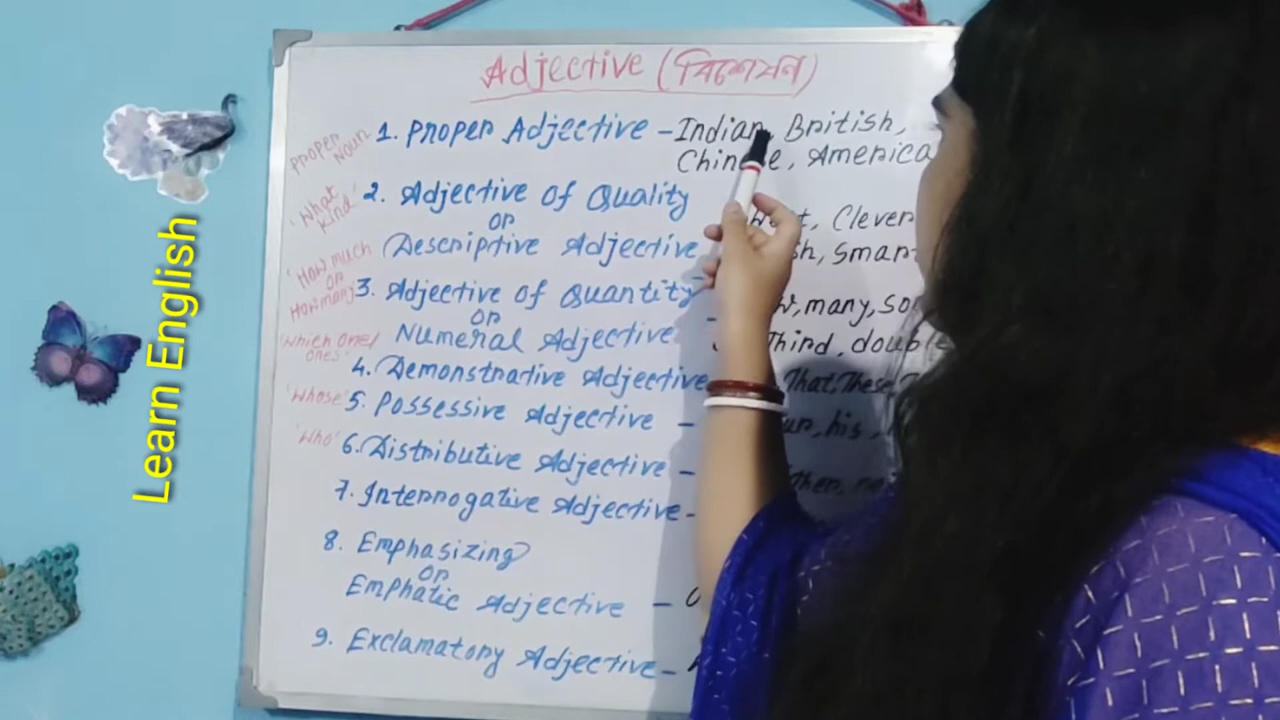 Adjective (বিশেষণ)
Proper Noun
1. Proper Adjective - Indian, British,
Chinese, America
'What kind'
2. Adjective of Quality
or
Descriptive Adjective
Clever
Smart
'How much or How many'
3. Adjective of Quantity
or
Numeral Adjective
many, so
Third, double
'Which one/ones'
4. Demonstrative Adjective
That, These,
'Whose'
5. Possessive Adjective -
his,
'Who'
6. Distributive Adjective -
7. Interrogative Adjective -
8. Emphasizing
or
Emphatic Adjective -
9. Exclamatory Adjective -
Learn English